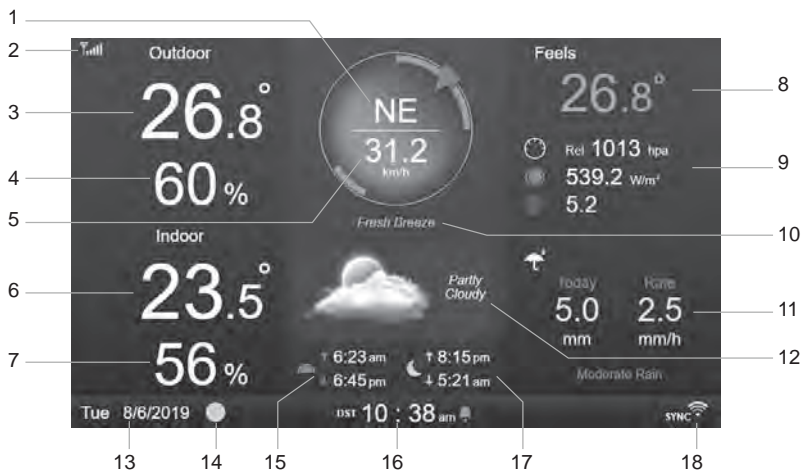 1
2
3
4
5
6
7
8
9
10
11
12
13 14 15 16 17 18
Outdoor
26.8°
60 %
Indoor
23.5°
56 %
NE
31.2
km/h
Fresh Breeze
Partly
Cloudy
↑ 6:23 am
↓ 6:45 pm
↑ 8:15 pm
↓ 5:21 am
Feels
26.8°
Rel 1013 hpa
539.2 W/m²
5.2
Today Rate
5.0 2.5
mm mm/h
Moderate Rain
Tue 8/6/2019
DST 10 : 38 am
SYNC